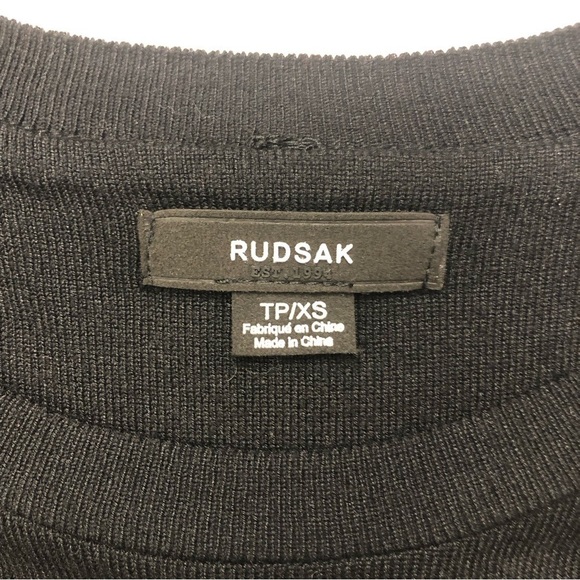 RUDSAK
EST. 1994
TP/XS
Fabriqué en Chine
Made in China